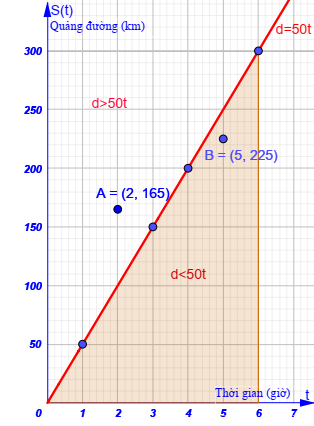 S(t)
Quảng đường (km)
d=50t
300
d>50t
250
B = (5, 225)
200
A = (2, 165)
150
d<50t
100
50
Thời gian (giờ)
t
0
1
2
3
4
5
6
7